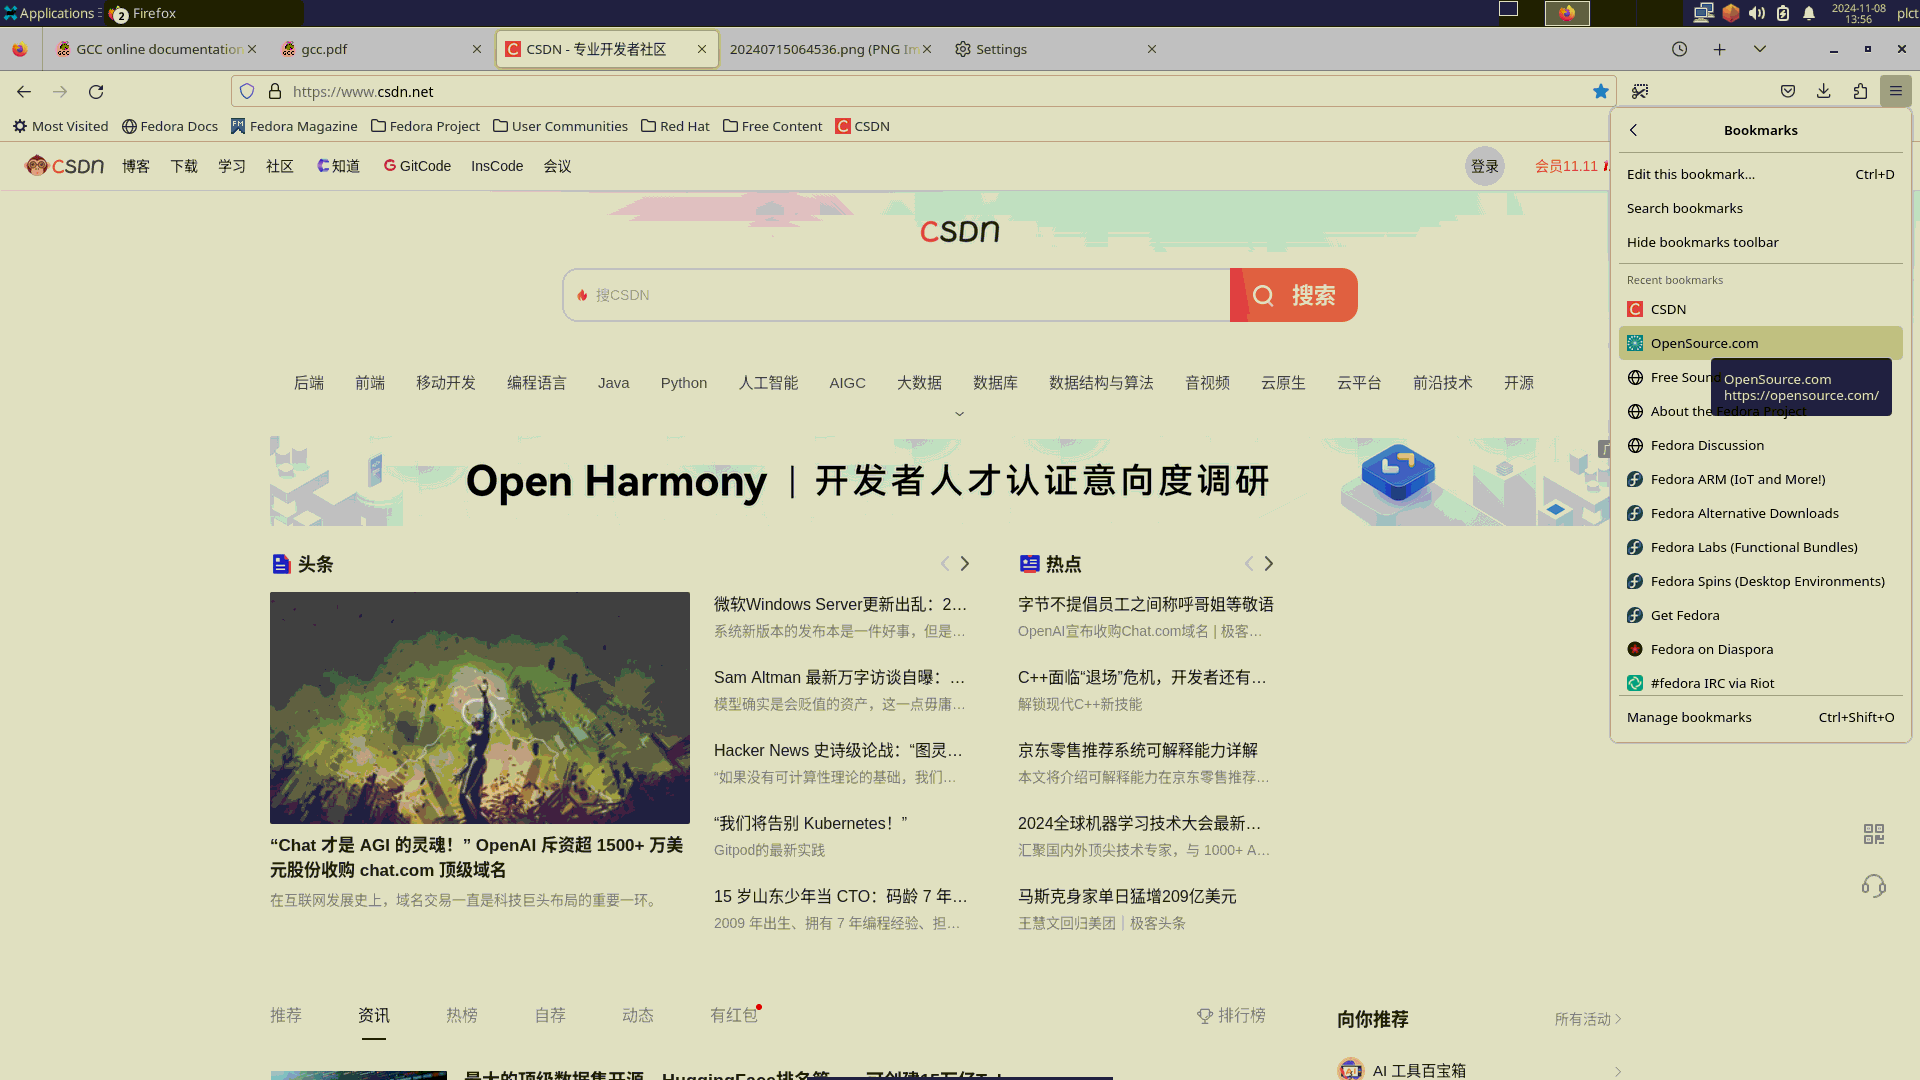 Applications
2 Firefox
2024-11-08
13:56
plct
GCC online documentation
gcc.pdf
CSDN - 专业开发者社区
20240715064536.png (PNG Im
Settings
https://www.csdn.net
Most Visited
Fedora Docs
Fedora Magazine
Fedora Project
User Communities
Red Hat
Free Content
CSDN
CSDN 博客 下载 学习 社区 知道 GitCode InsCode 会议
登录
会员11.11
CSDN
搜CSDN
搜索
后端 前端 移动开发 编程语言 Java Python 人工智能 AIGC 大数据 数据库 数据结构与算法 音视频 云原生 云平台 前沿技术 开源
Open Harmony | 开发者人才认证意向度调研
头条
“Chat 才是 AGI 的灵魂！” OpenAI 斥资超 1500+ 万美
元股份收购 chat.com 顶级域名
在互联网发展史上，域名交易一直是科技巨头布局的重要一环。
微软Windows Server更新出乱：2…
系统新版本的发布本是一件好事，但是…
Sam Altman 最新万字访谈自曝：…
模型确实是会贬值的资产，这一点毋庸…
Hacker News 史诗级论战：“图灵…
“如果没有可计算性理论的基础，我们…
“我们将告别 Kubernetes！”
Gitpod的最新实践
15 岁山东少年当 CTO：码龄 7 年…
2009 年出生、拥有 7 年编程经验、担…
热点
字节不提倡员工之间称呼哥姐等敬语
OpenAI宣布收购Chat.com域名 | 极客…
C++面临“退场”危机，开发者还有…
解锁现代C++新技能
京东零售推荐系统可解释能力详解
本文将介绍可解释能力在京东零售推荐…
2024全球机器学习技术大会最新…
汇聚国内外顶尖技术专家，与 1000+ A…
马斯克身家单日猛增209亿美元
王慧文回归美团｜极客头条
推荐 资讯 热榜 自荐 动态 有红包 排行榜
向你推荐
所有活动
AI 工具百宝箱
Bookmarks
Edit this bookmark… Ctrl+D
Search bookmarks
Hide bookmarks toolbar
Recent bookmarks
CSDN
OpenSource.com
Free Sound
OpenSource.com
https://opensource.com/
About the Fedora Project
Fedora Discussion
Fedora ARM (IoT and More!)
Fedora Alternative Downloads
Fedora Labs (Functional Bundles)
Fedora Spins (Desktop Environments)
Get Fedora
Fedora on Diaspora
#fedora IRC via Riot
Manage bookmarks Ctrl+Shift+O